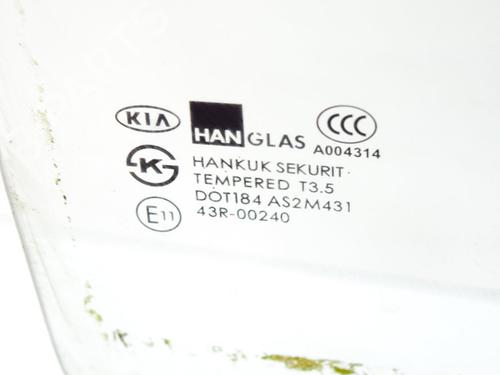 KIA HANGLAS CCC
A004314
K HANKUK SEKURIT
TEMPERED T3.5
DOT184 AS2M431
E11 43R-00240